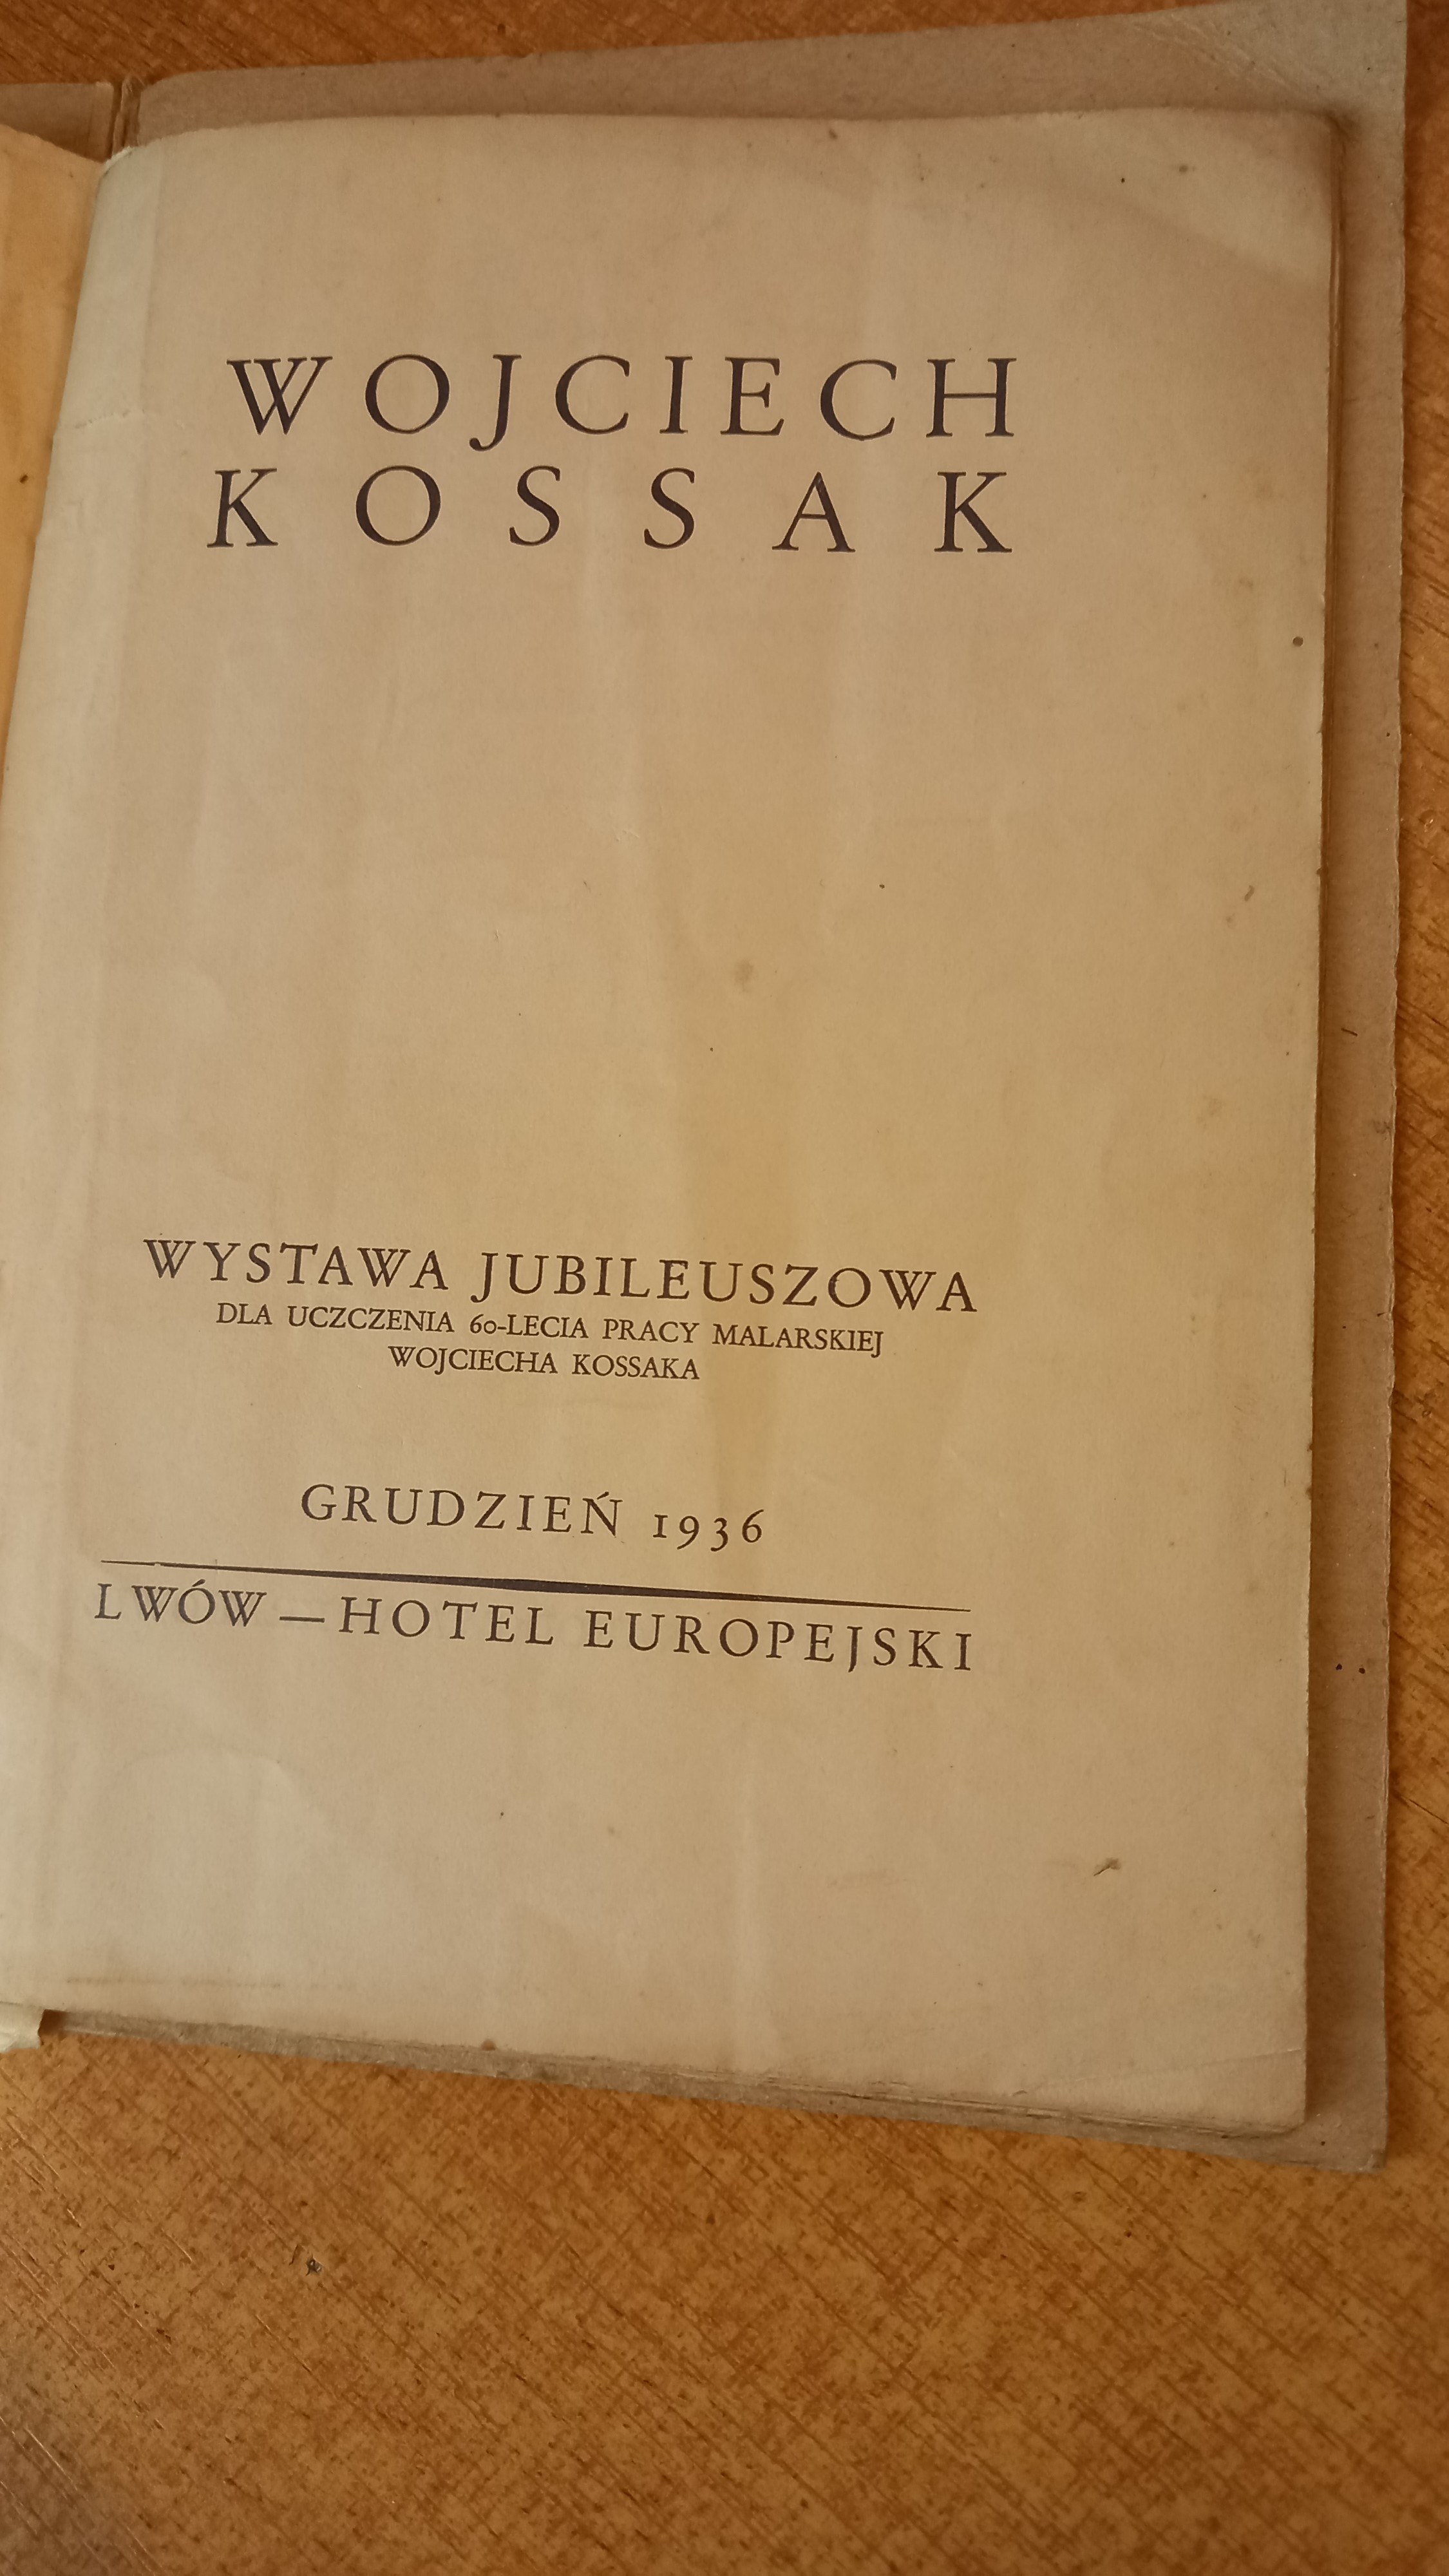 WOJCIECH
KOSSAK
WYSTAWA JUBILEUSZOWA
DLA UCZCZENIA 60-LECIA PRACY MALARSKIEJ
WOJCIECHA KOSSAKA
GRUDZIEŃ 1936
LWÓW — HOTEL EUROPEJSKI